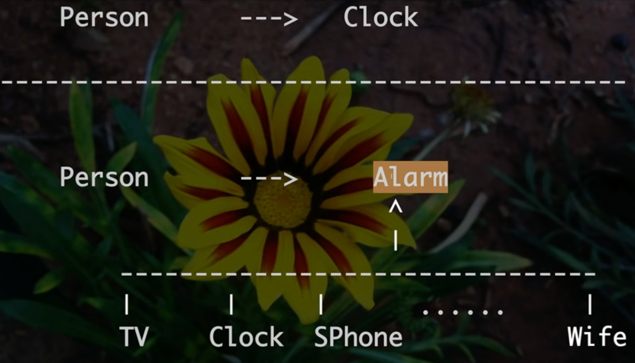 Person ---> Clock
--------------------------------------------------
Person ---> Alarm
^
|
--------------------------------------
| | | ...... |
TV Clock SPhone Wife